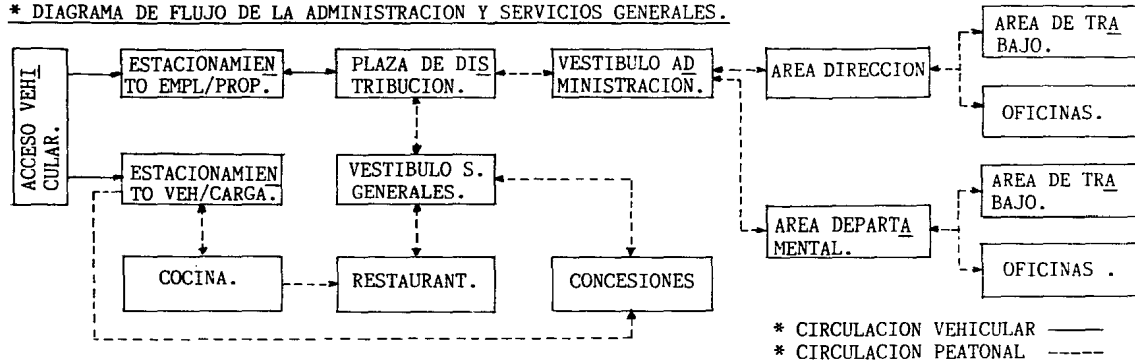 * DIAGRAMA DE FLUJO DE LA ADMINISTRACION Y SERVICIOS GENERALES.
ACCESO VEHI
CULAR.
ESTACIONAMIEN
TO EMPL/PROP.
PLAZA DE DIS
TRIBUCION.
VESTIBULO AD
MINISTRACION.
AREA DIRECCION
AREA DE TRA
BAJO.
OFICINAS.
ESTACIONAMIEN
TO VEH/CARGA.
VESTIBULO S.
GENERALES.
AREA DEPARTA
MENTAL.
AREA DE TRA
BAJO.
OFICINAS .
COCINA.
RESTAURANT.
CONCESIONES
* CIRCULACION VEHICULAR
* CIRCULACION PEATONAL